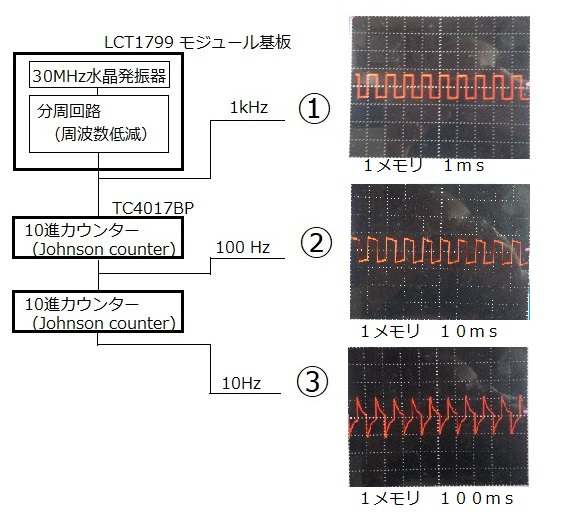 LCT1799 モジュール基板
30MHz水晶発振器
分周回路
（周波数低減）
1kHz
①
１メモリ　１ｍｓ
TC4017BP
10進カウンター
（Johnson counter）
100 Hz
②
１メモリ　１０ｍｓ
10進カウンター
（Johnson counter）
10Hz
③
１メモリ　１００ｍｓ